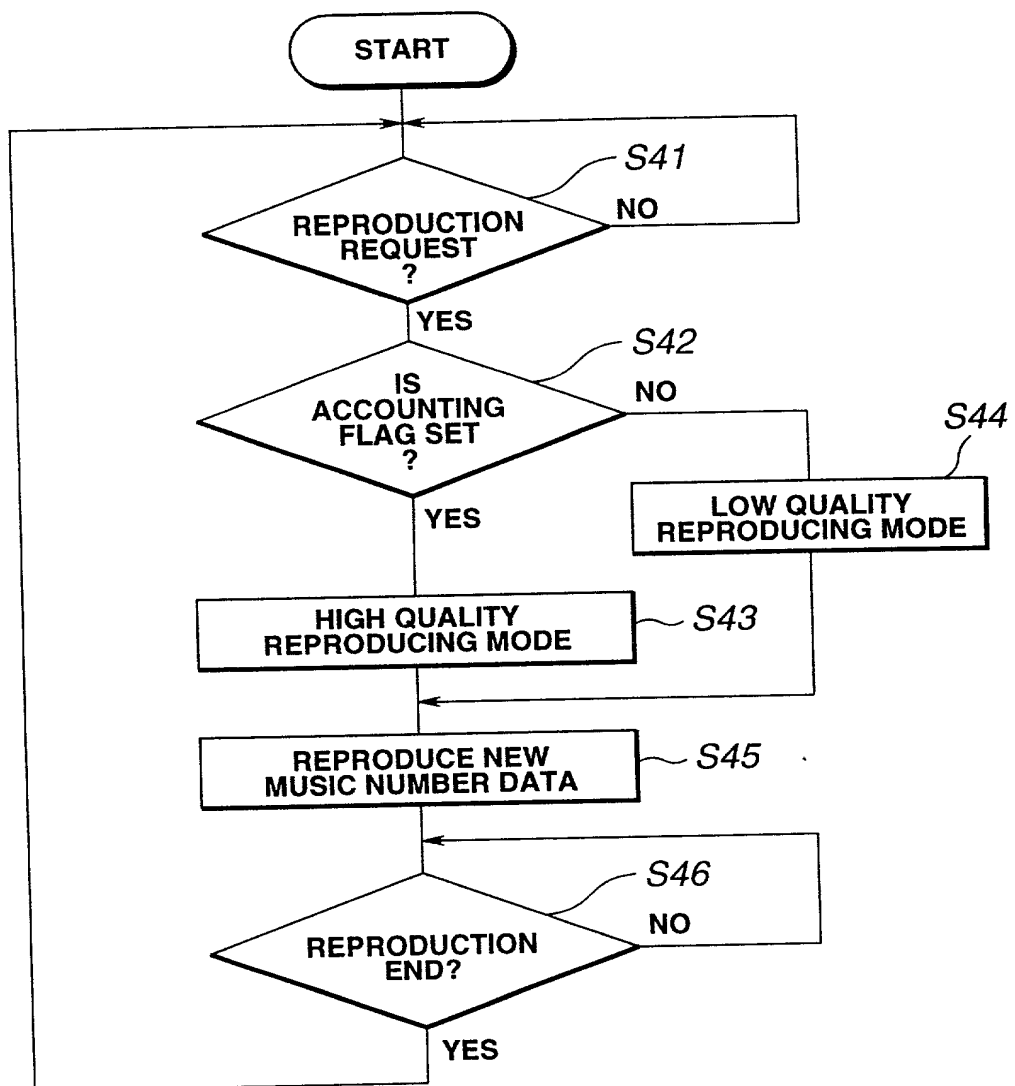 START
S41
REPRODUCTION
REQUEST
?
NO
YES
S42
IS
ACCOUNTING
FLAG SET
?
NO
YES
S44
LOW QUALITY
REPRODUCING MODE
HIGH QUALITY
REPRODUCING MODE
S43
REPRODUCE NEW
MUSIC NUMBER DATA
S45
S46
REPRODUCTION
END?
NO
YES